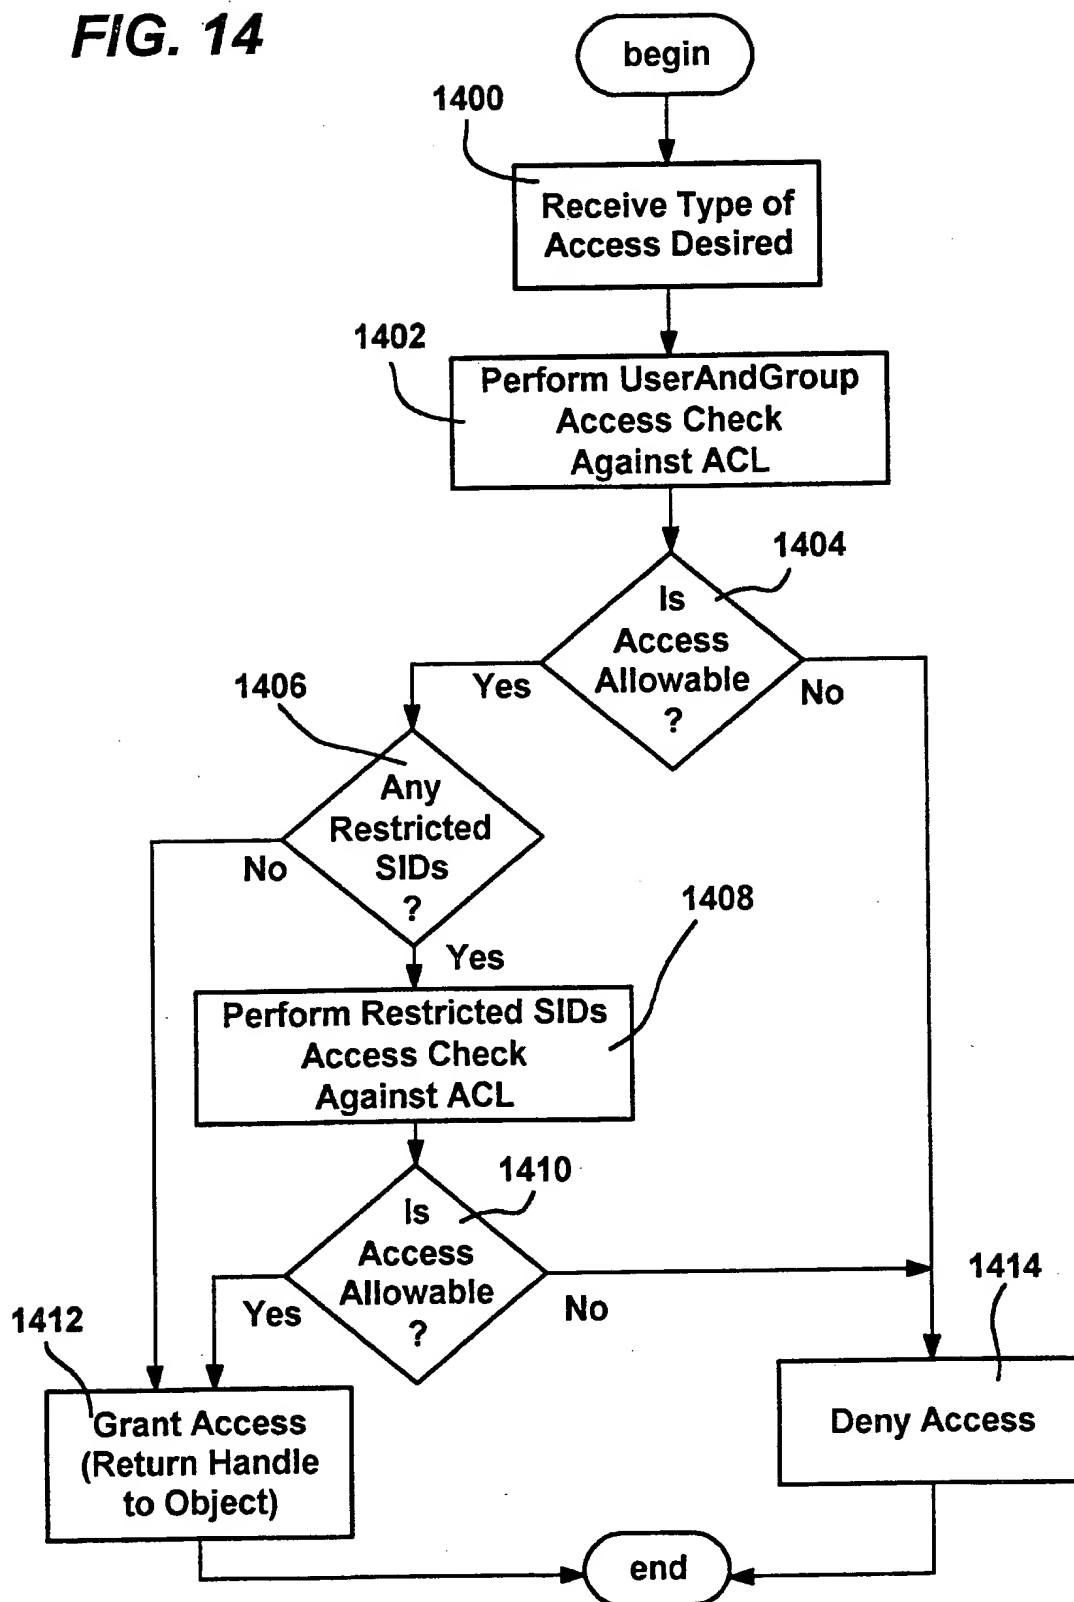 FIG. 14
begin
1400
Receive Type of
Access Desired
1402
Perform UserAndGroup
Access Check
Against ACL
1404
Is
Access
Allowable
?
Yes
No
1406
Any
Restricted
SIDs
?
No
Yes
1408
Perform Restricted SIDs
Access Check
Against ACL
1410
Is
Access
Allowable
?
Yes
No
1412
Grant Access
(Return Handle
to Object)
1414
Deny Access
end